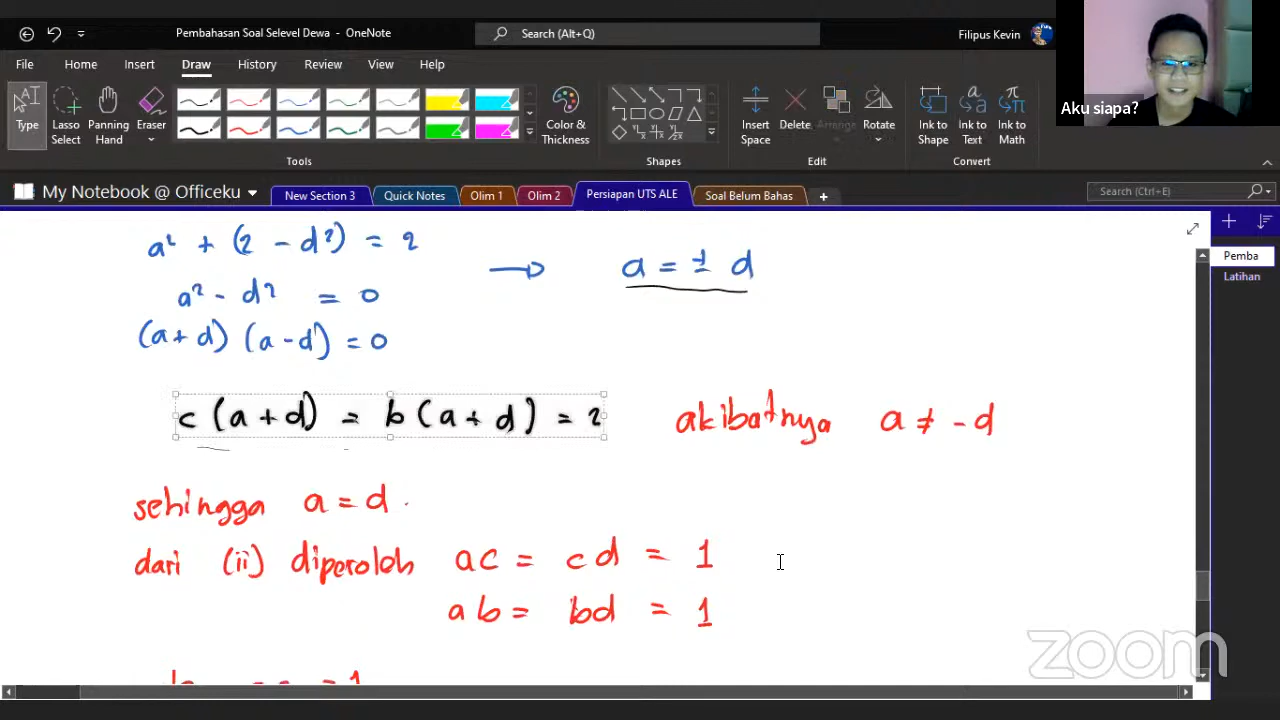 Pembahasan Soal Selevel Dewa - OneNote
Search (Alt+Q)
Filipus Kevin
Aku siapa?
File Home Insert Draw History Review View Help
Type
Lasso Select
Panning Hand
Eraser
Color & Thickness
Insert Space
Delete
Arrange
Rotate
Ink to Shape
Ink to Text
Ink to Math
Tools Shapes Edit Convert
My Notebook @ Officeku
New Section 3 Quick Notes Olim 1 Olim 2 Persiapan UTS ALE Soal Belum Bahas +
Search (Ctrl+E)
Pemba
Latihan
a² + (2 - d²) = 2
a² - d² = 0
(a + d) (a - d) = 0
→ a = ± d
c (a + d) = b (a + d) = 2 akibatnya a ≠ - d
sehingga a = d.
dari (ii) diperoleh ac = cd = 1
ab = bd = 1
zoom